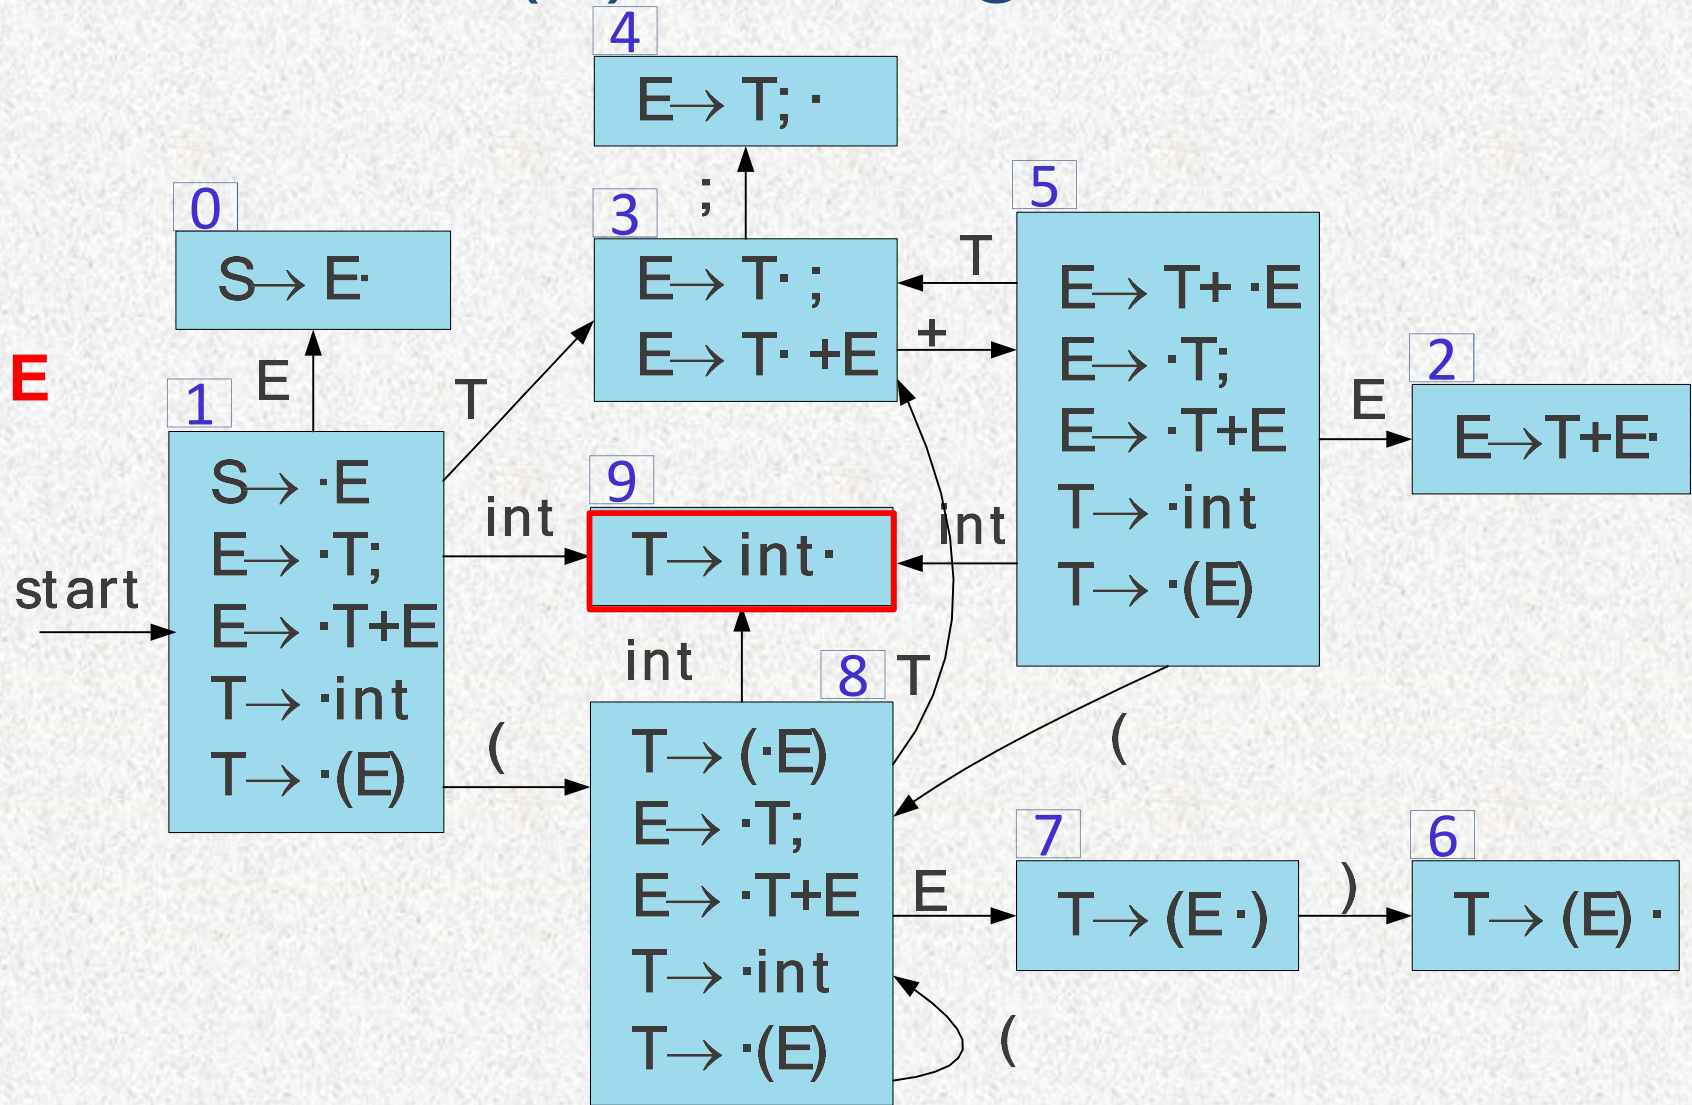 4
E→ T; ·
;
0
S→ E·
3
E→ T· ;
E→ T· +E
T
+
5
E→ T+ ·E
E→ ·T;
E→ ·T+E
T→ ·int
T→ ·(E)
E
2
E→T+E·
E
E
T
1
S→ ·E
E→ ·T;
E→ ·T+E
T→ ·int
T→ ·(E)
start
int
9
T→ int·
int
int
(
8
T
T→ (·E)
E→ ·T;
E→ ·T+E
T→ ·int
T→ ·(E)
(
E
7
T→ (E·)
)
6
T→ (E) ·
(